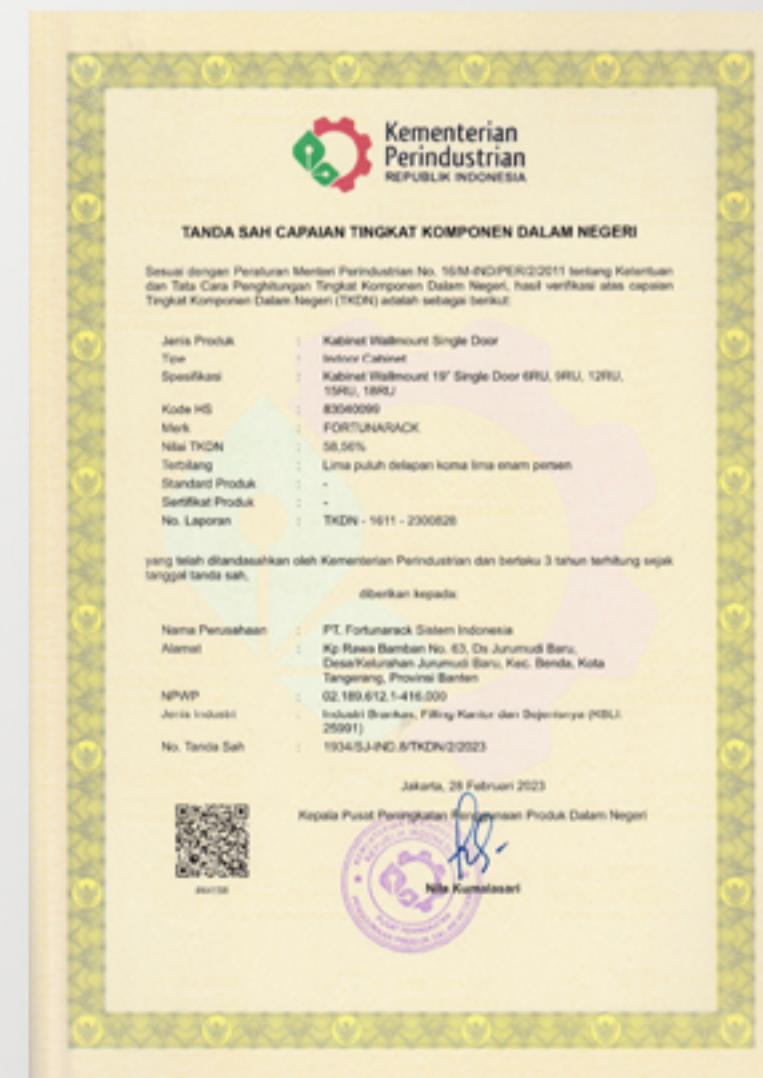 Kementerian
Perindustrian
REPUBLIK INDONESIA
TANDA SAH CAPAIAN TINGKAT KOMPONEN DALAM NEGERI
Sesuai dengan Peraturan Menteri Perindustrian No. 16/M-IND/PER/2/2011 tentang Ketentuan
dan Tata Cara Penghitungan Tingkat Komponen Dalam Negeri, hasil verifikasi atas capaian
Tingkat Komponen Dalam Negeri (TKDN) adalah sebagai berikut:
Jenis Produk : Kabinet Wallmount Single Door
Tipe : Indoor Cabinet
Spesifikasi : Kabinet Wallmount 19" Single Door 6RU, 9RU, 12RU,
15RU, 18RU
Kode HS : 83040099
Merk : FORTUNARACK
Nilai TKDN : 58,56%
Terbilang : Lima puluh delapan koma lima enam persen
Standard Produk : -
Sertifikat Produk : -
No. Laporan : TKDN - 1611 - 2300828
yang telah ditandasahkan oleh Kementerian Perindustrian dan berlaku 3 tahun terhitung sejak
tanggal tanda sah,
diberikan kepada:
Nama Perusahaan : PT. Fortunarack Sistem Indonesia
Alamat : Kp Rawa Bamban No. 63, Ds Jurumudi Baru,
Desa/Kelurahan Jurumudi Baru, Kec. Benda, Kota
Tangerang, Provinsi Banten
NPWP : 02.189.612.1-416.000
Jenis Industri : Industri Brankas, Filling Kantor dan Sejenisnya (KBLI:
25991)
No. Tanda Sah : 1934/SJ-IND.8/TKDN/2/2023
Jakarta, 28 Februari 2023
Kepala Pusat Peningkatan Penggunaan Produk Dalam Negeri
Nila Kumalasari